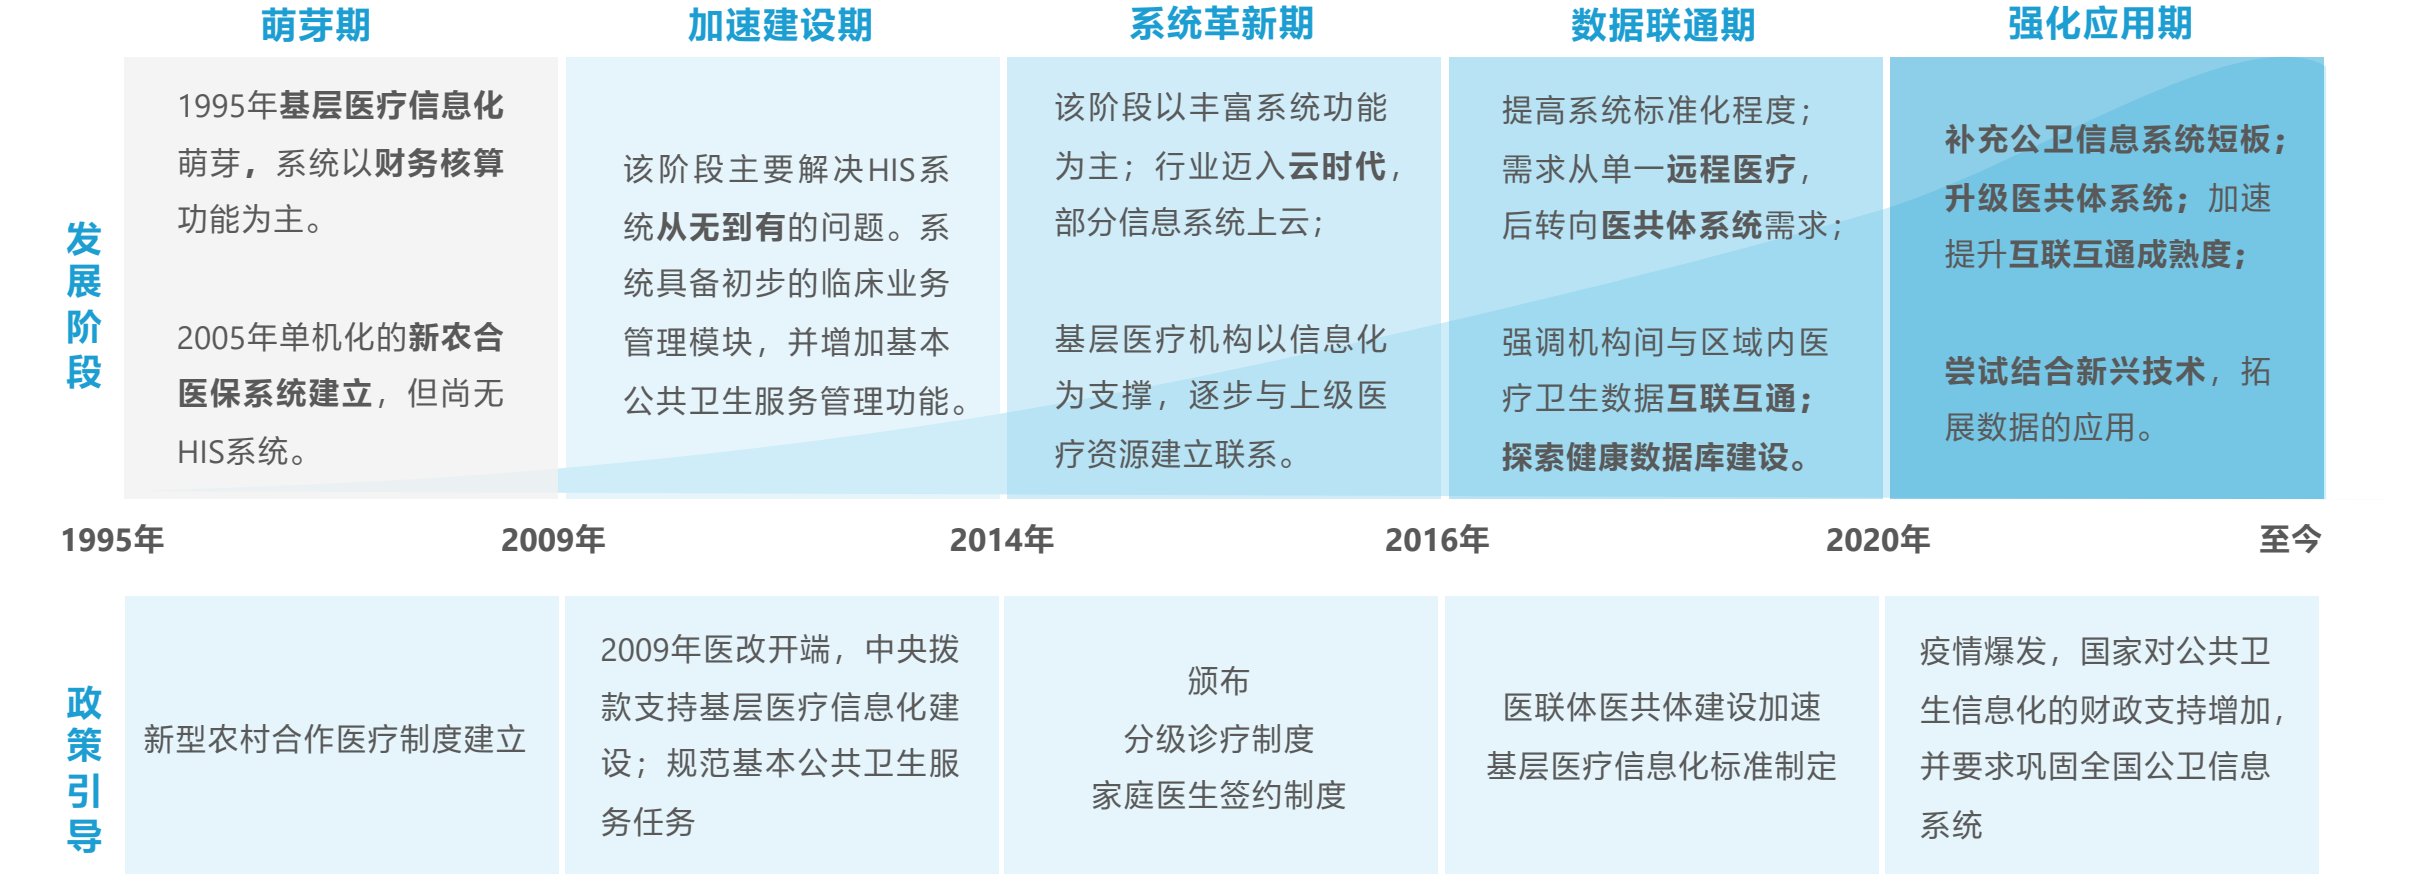 萌芽期
加速建设期
系统革新期
数据联通期
强化应用期
发展阶段
1995年基层医疗信息化
萌芽，系统以财务核算
功能为主。
2005年单机化的新农合
医保系统建立，但尚无
HIS系统。
该阶段主要解决HIS系
统从无到有的问题。系
统具备初步的临床业务
管理模块，并增加基本
公共卫生服务管理功能。
该阶段以丰富系统功能
为主；行业迈入云时代，
部分信息系统上云；
基层医疗机构以信息化
为支撑，逐步与上级医
疗资源建立联系。
提高系统标准化程度；
需求从单一远程医疗，
后转向医共体系统需求；
强调机构间与区域内医
疗卫生数据互联互通；
探索健康数据库建设。
补充公卫信息系统短板；
升级医共体系统；加速
提升互联互通成熟度；
尝试结合新兴技术，拓
展数据的应用。
1995年
2009年
2014年
2016年
2020年
至今
政策引导
新型农村合作医疗制度建立
2009年医改开端，中央拨
款支持基层医疗信息化建
设；规范基本公共卫生服
务任务
颁布
分级诊疗制度
家庭医生签约制度
医联体医共体建设加速
基层医疗信息化标准制定
疫情爆发，国家对公共卫
生信息化的财政支持增加，
并要求巩固全国公卫信息
系统